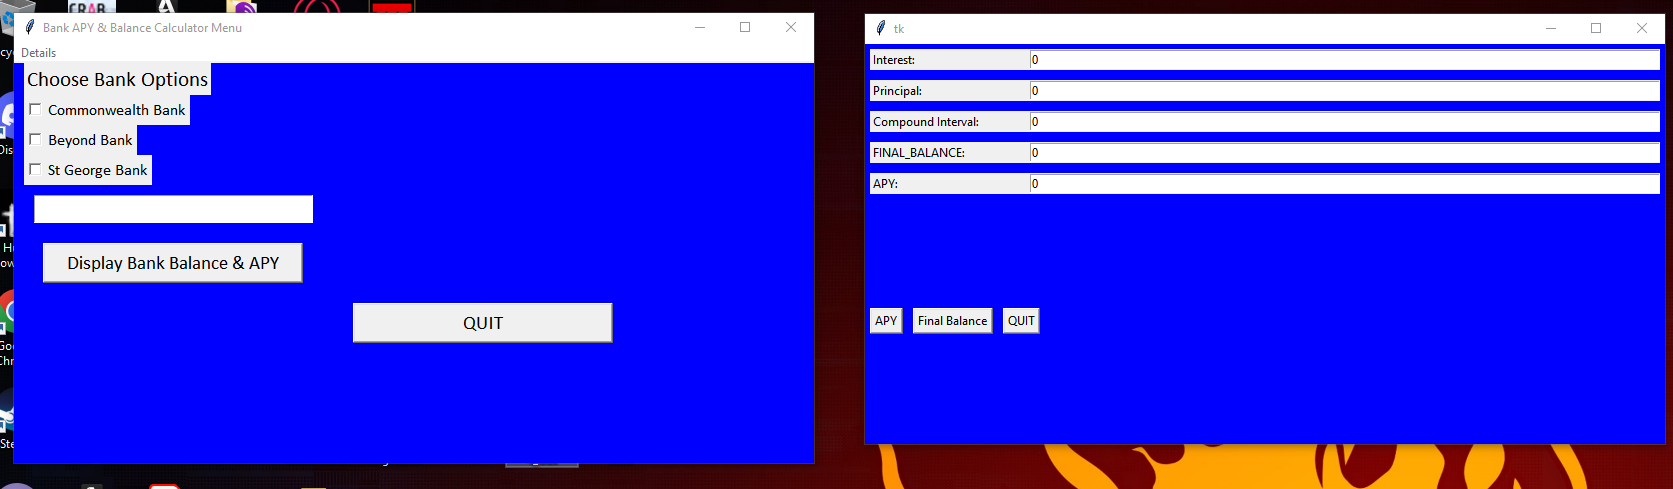 CRAB
Bank APY & Balance Calculator Menu
Details
Choose Bank Options
Commonwealth Bank
Beyond Bank
St George Bank
Display Bank Balance & APY
QUIT
tk
Interest:
0
Principal:
0
Compound Interval:
0
FINAL_BALANCE:
0
APY:
0
APY
Final Balance
QUIT